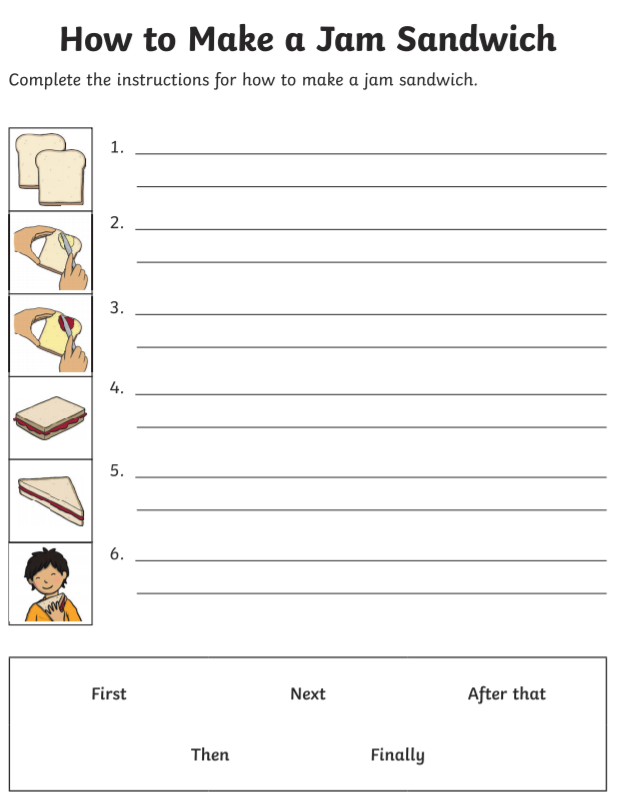 How to Make a Jam Sandwich
Complete the instructions for how to make a jam sandwich.
1.
2.
3.
4.
5.
6.
First Next After that
Then Finally